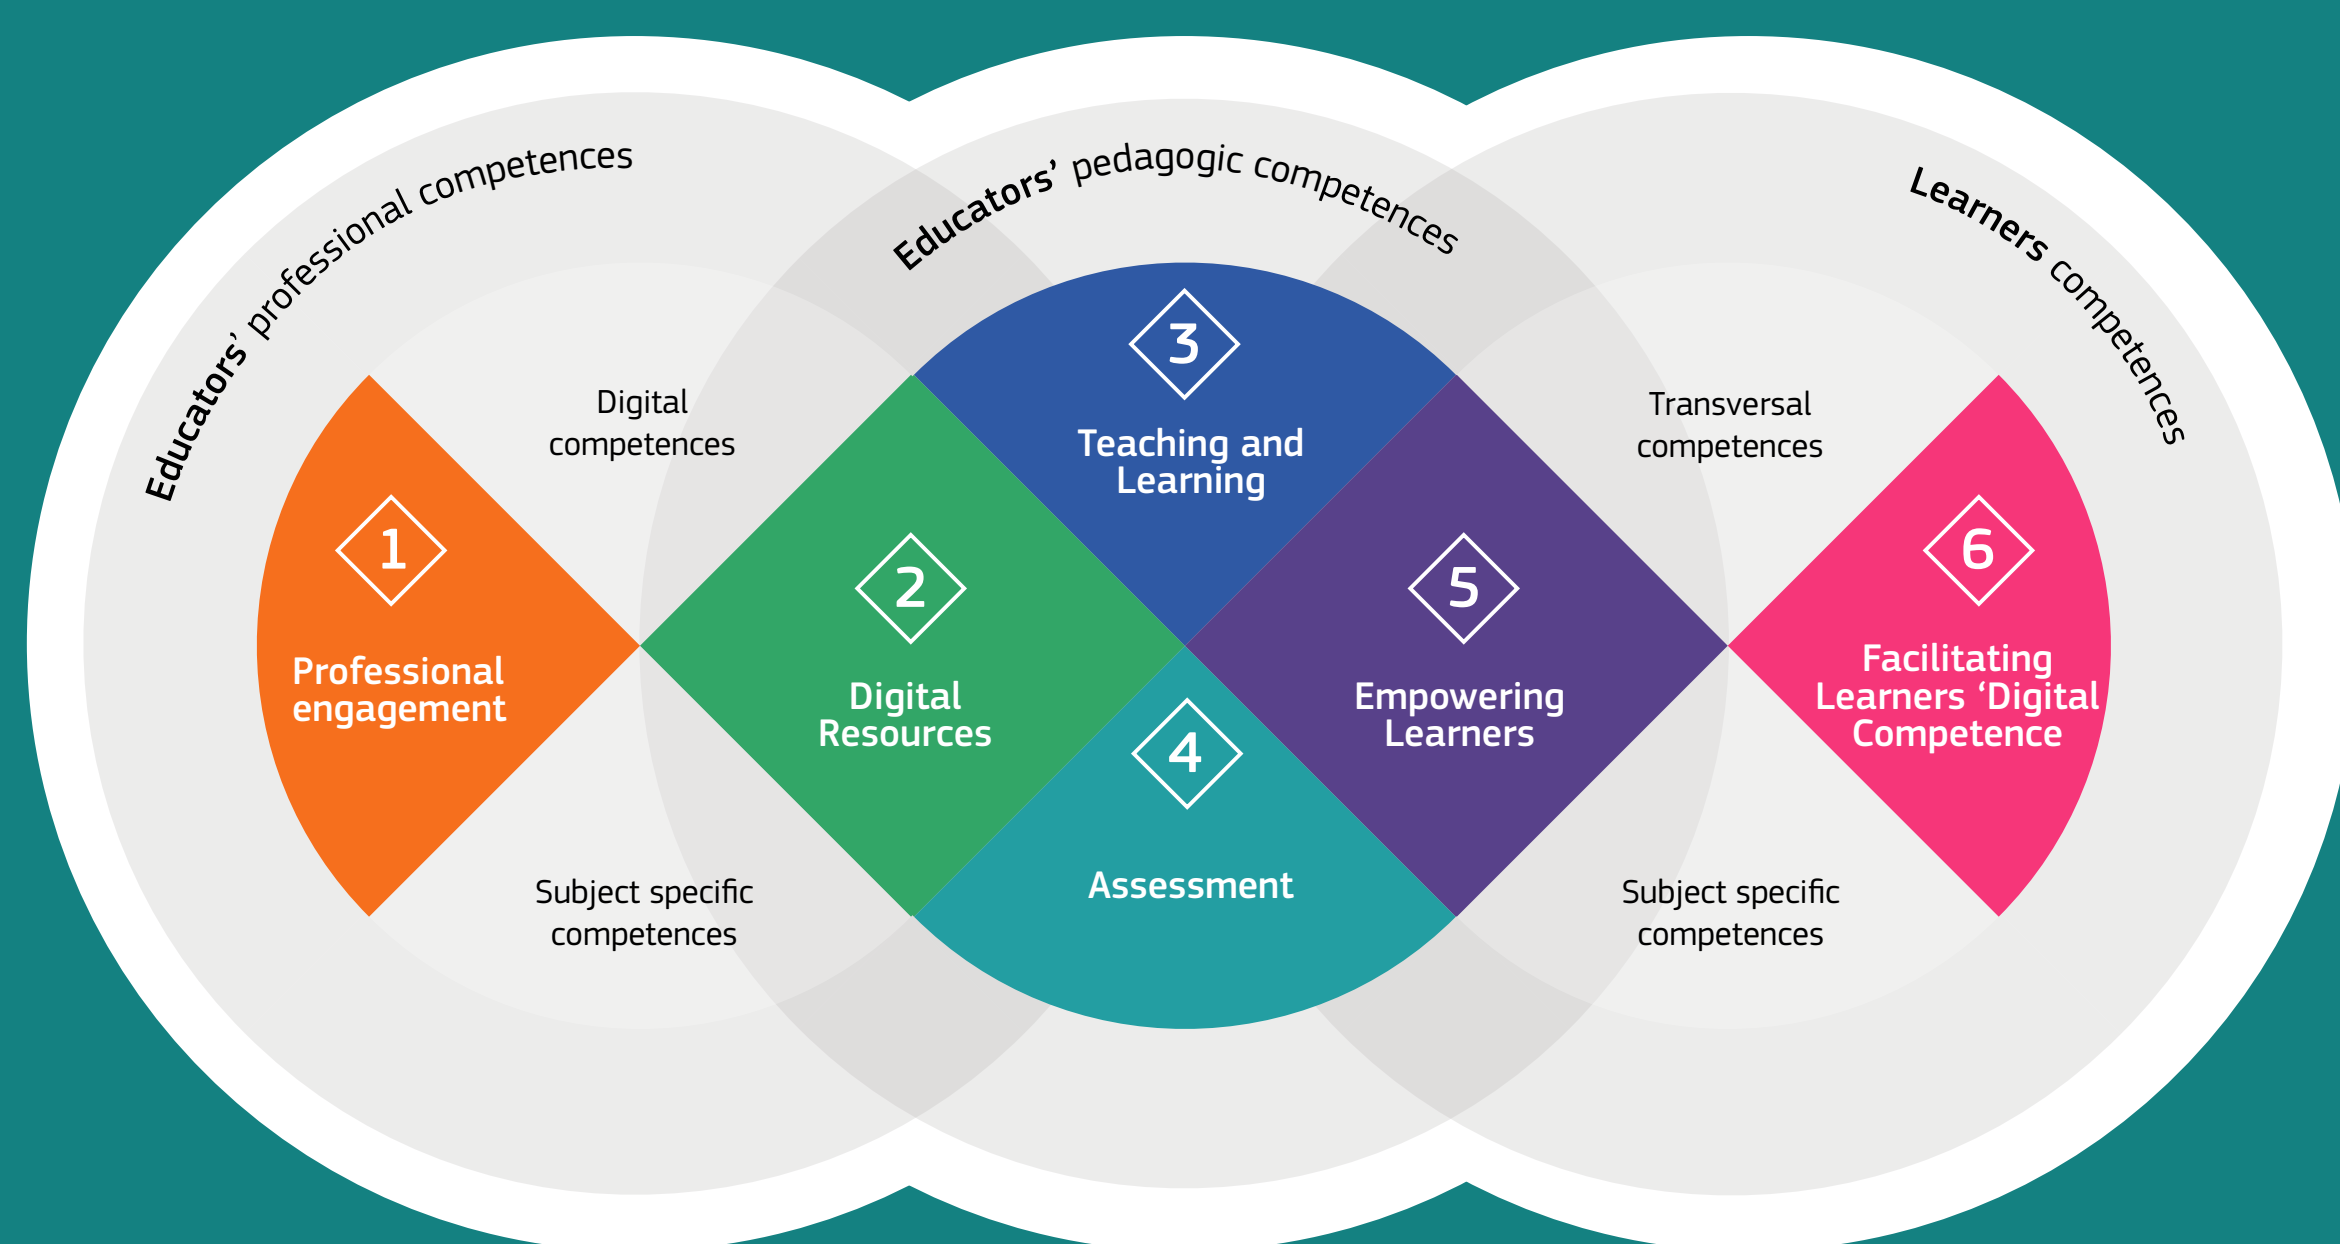 Educators’ professional competences
Educators’ pedagogic competences
Learners competences
Digital
competences
Transversal
competences
1
Professional
engagement
2
Digital
Resources
3
Teaching and
Learning
4
Assessment
5
Empowering
Learners
6
Facilitating
Learners ‘Digital
Competence
Subject specific
competences
Subject specific
competences